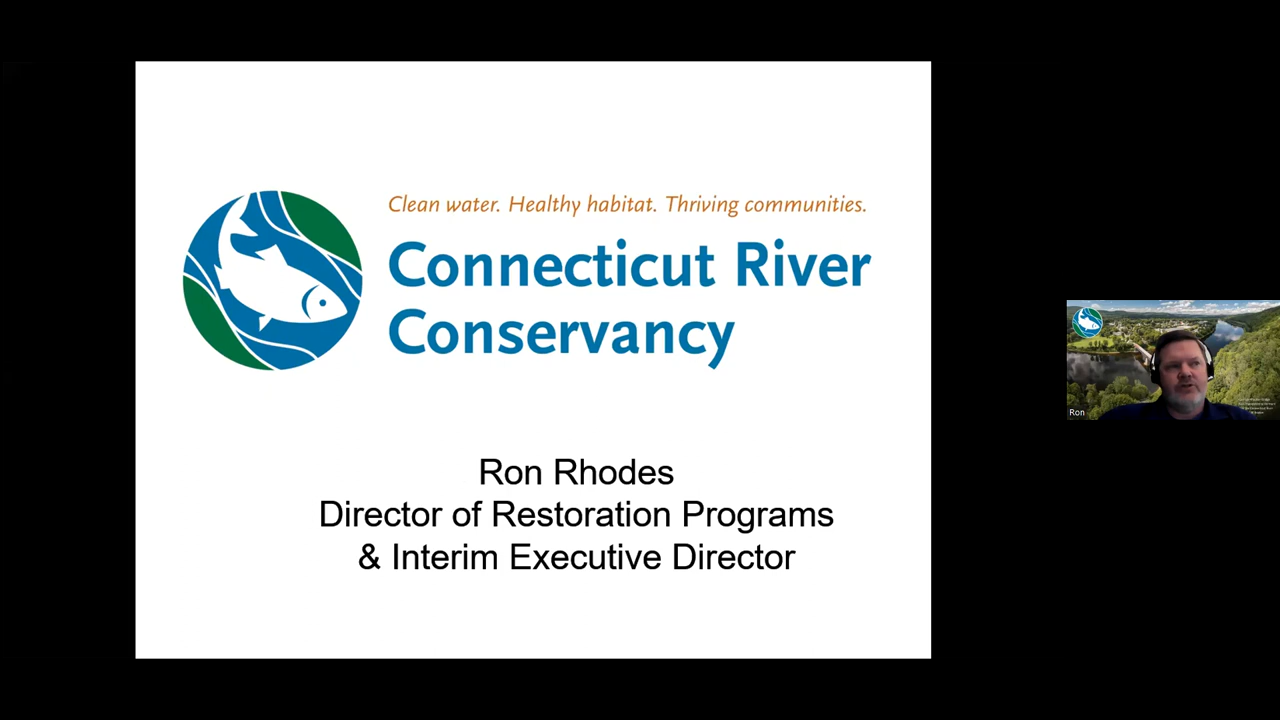 Clean water. Healthy habitat. Thriving communities.
Connecticut River
Conservancy
Ron Rhodes
Director of Restoration Programs
& Interim Executive Director
Ron